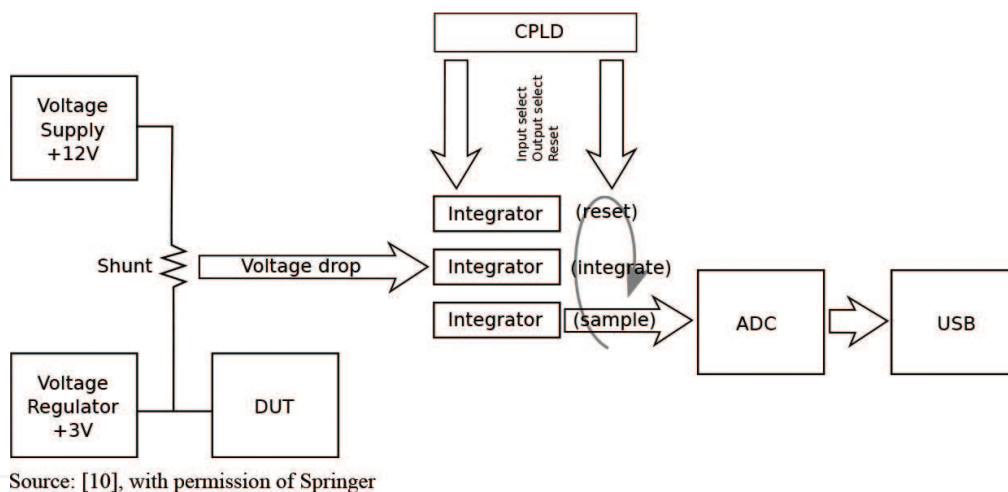 CPLD
Voltage
Supply
+12V
Input select
Output select
Reset
Integrator
(reset)
Shunt
Voltage drop
Integrator
(integrate)
Integrator
(sample)
ADC
USB
Voltage
Regulator
+3V
DUT
Source: [10], with permission of Springer